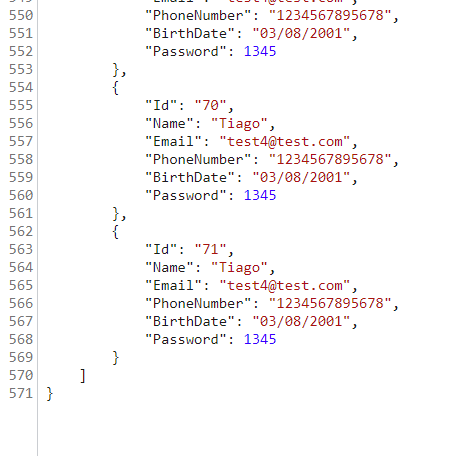 "Email": "test4@test.com",
550 "PhoneNumber": "1234567895678",
551 "BirthDate": "03/08/2001",
552 "Password": 1345
553 },
554 {
555 "Id": "70",
556 "Name": "Tiago",
557 "Email": "test4@test.com",
558 "PhoneNumber": "1234567895678",
559 "BirthDate": "03/08/2001",
560 "Password": 1345
561 },
562 {
563 "Id": "71",
564 "Name": "Tiago",
565 "Email": "test4@test.com",
566 "PhoneNumber": "1234567895678",
567 "BirthDate": "03/08/2001",
568 "Password": 1345
569 }
570 ]
571 }